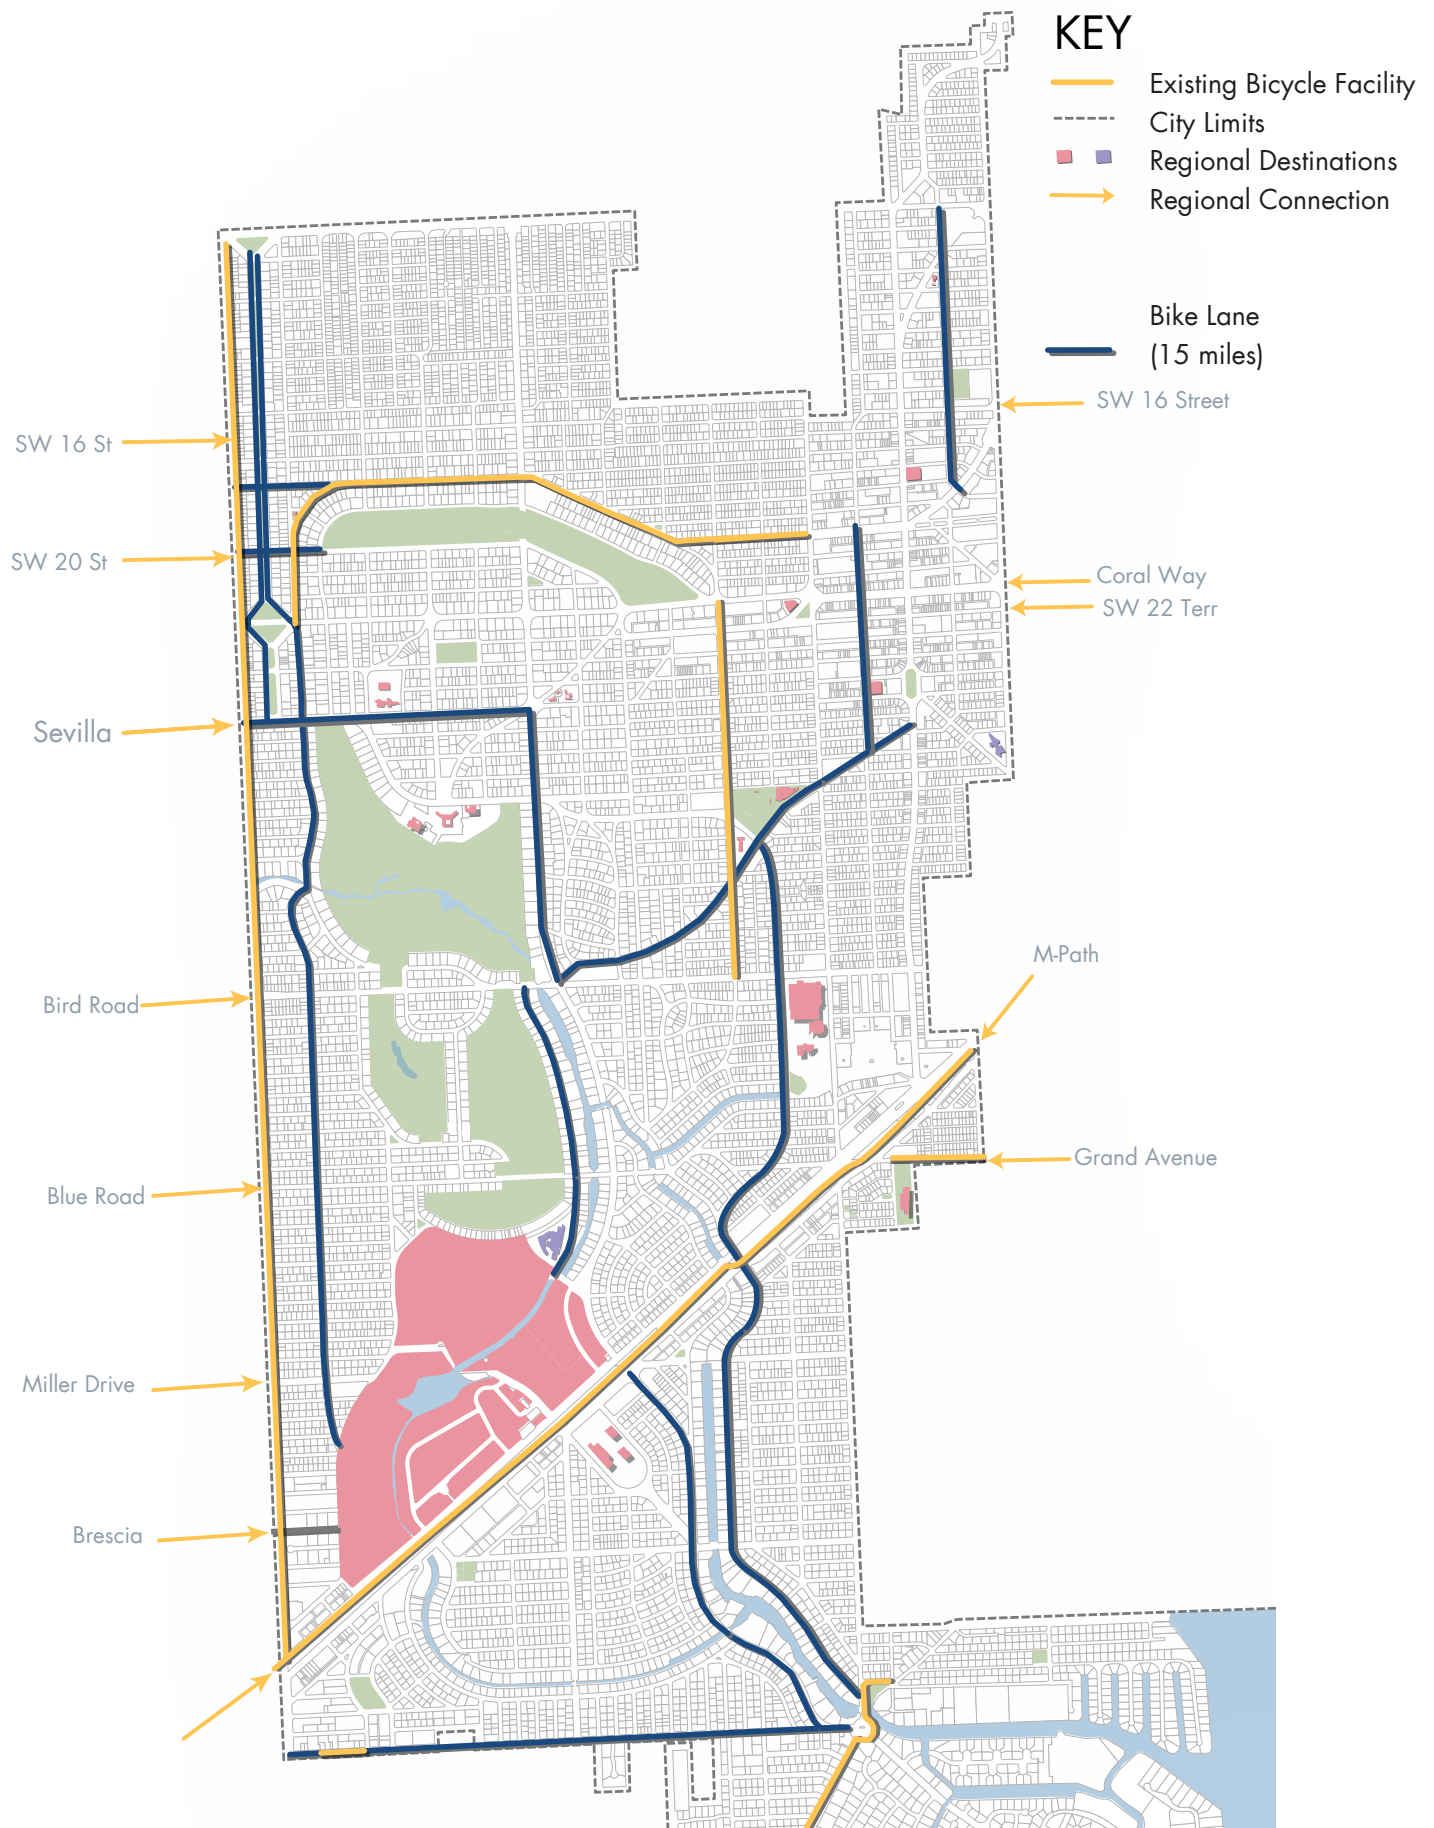 KEY
Existing Bicycle Facility
City Limits
Regional Destinations
Regional Connection
Bike Lane
(15 miles)
SW 16 Street
SW 16 St
SW 20 St
Coral Way
SW 22 Terr
Sevilla
M-Path
Bird Road
Grand Avenue
Blue Road
Miller Drive
Brescia